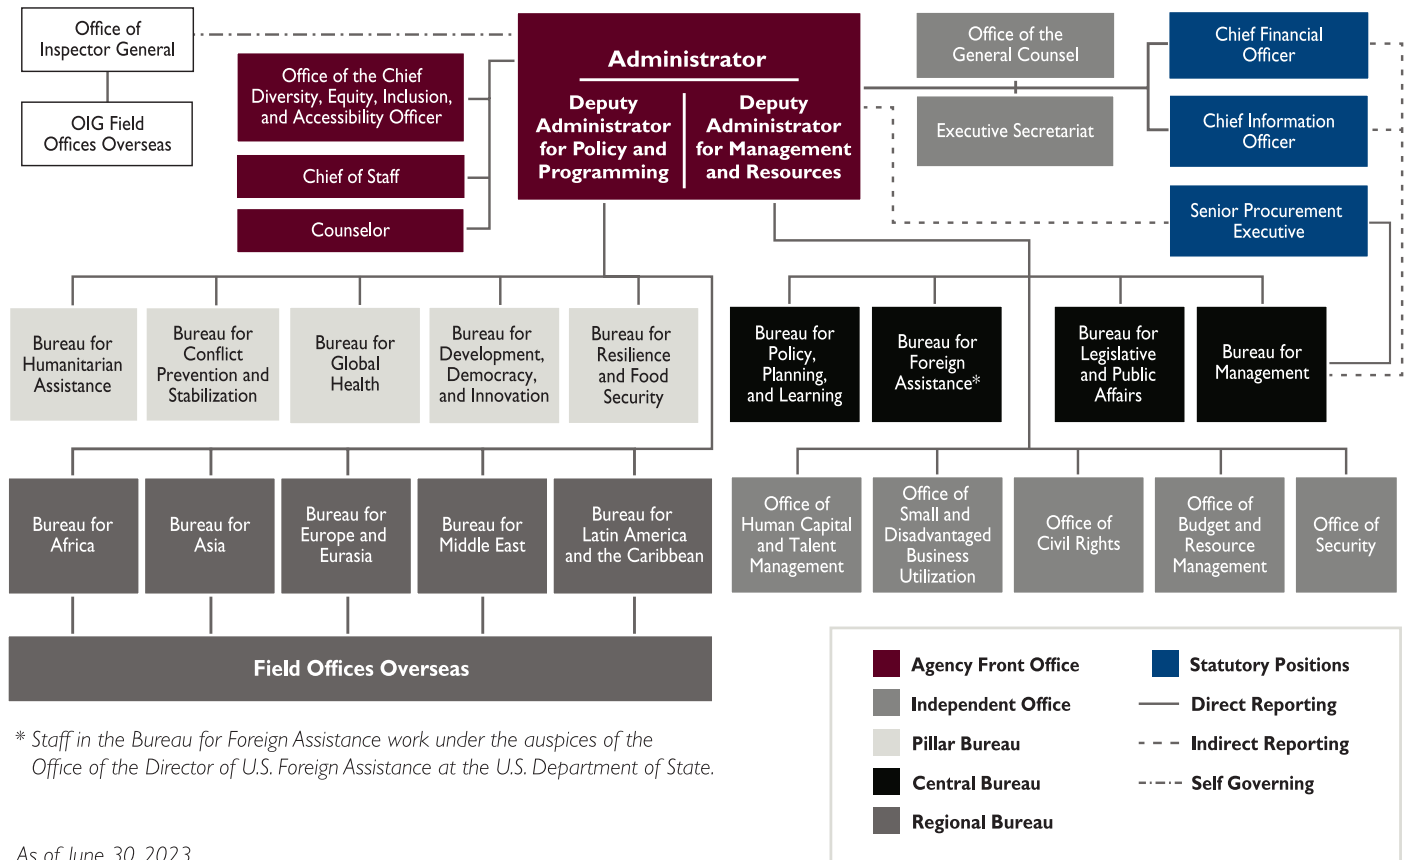 Office of
Inspector General
OIG Field
Offices Overseas
Office of the Chief
Diversity, Equity, Inclusion,
and Accessibility Officer
Chief of Staff
Counselor
Administrator
Deputy
Administrator
for Policy and
Programming
Deputy
Administrator
for Management
and Resources
Office of the
General Counsel
Executive Secretariat
Chief Financial
Officer
Chief Information
Officer
Senior Procurement
Executive
Bureau for
Humanitarian
Assistance
Bureau for
Conflict
Prevention and
Stabilization
Bureau for
Global
Health
Bureau for
Development,
Democracy,
and Innovation
Bureau for
Resilience
and Food
Security
Bureau for
Policy,
Planning,
and Learning
Bureau for
Foreign
Assistance*
Bureau for
Legislative
and Public
Affairs
Bureau for
Management
Bureau for
Africa
Bureau for
Asia
Bureau for
Europe and
Eurasia
Bureau for
Middle East
Bureau for
Latin America
and the Caribbean
Office of
Human Capital
and Talent
Management
Office of
Small and
Disadvantaged
Business
Utilization
Office of
Civil Rights
Office of
Budget and
Resource
Management
Office of
Security
Field Offices Overseas
* Staff in the Bureau for Foreign Assistance work under the auspices of the
Office of the Director of U.S. Foreign Assistance at the U.S. Department of State.
As of June 30, 2023
Agency Front Office
Independent Office
Pillar Bureau
Central Bureau
Regional Bureau
Statutory Positions
Direct Reporting
Indirect Reporting
Self Governing